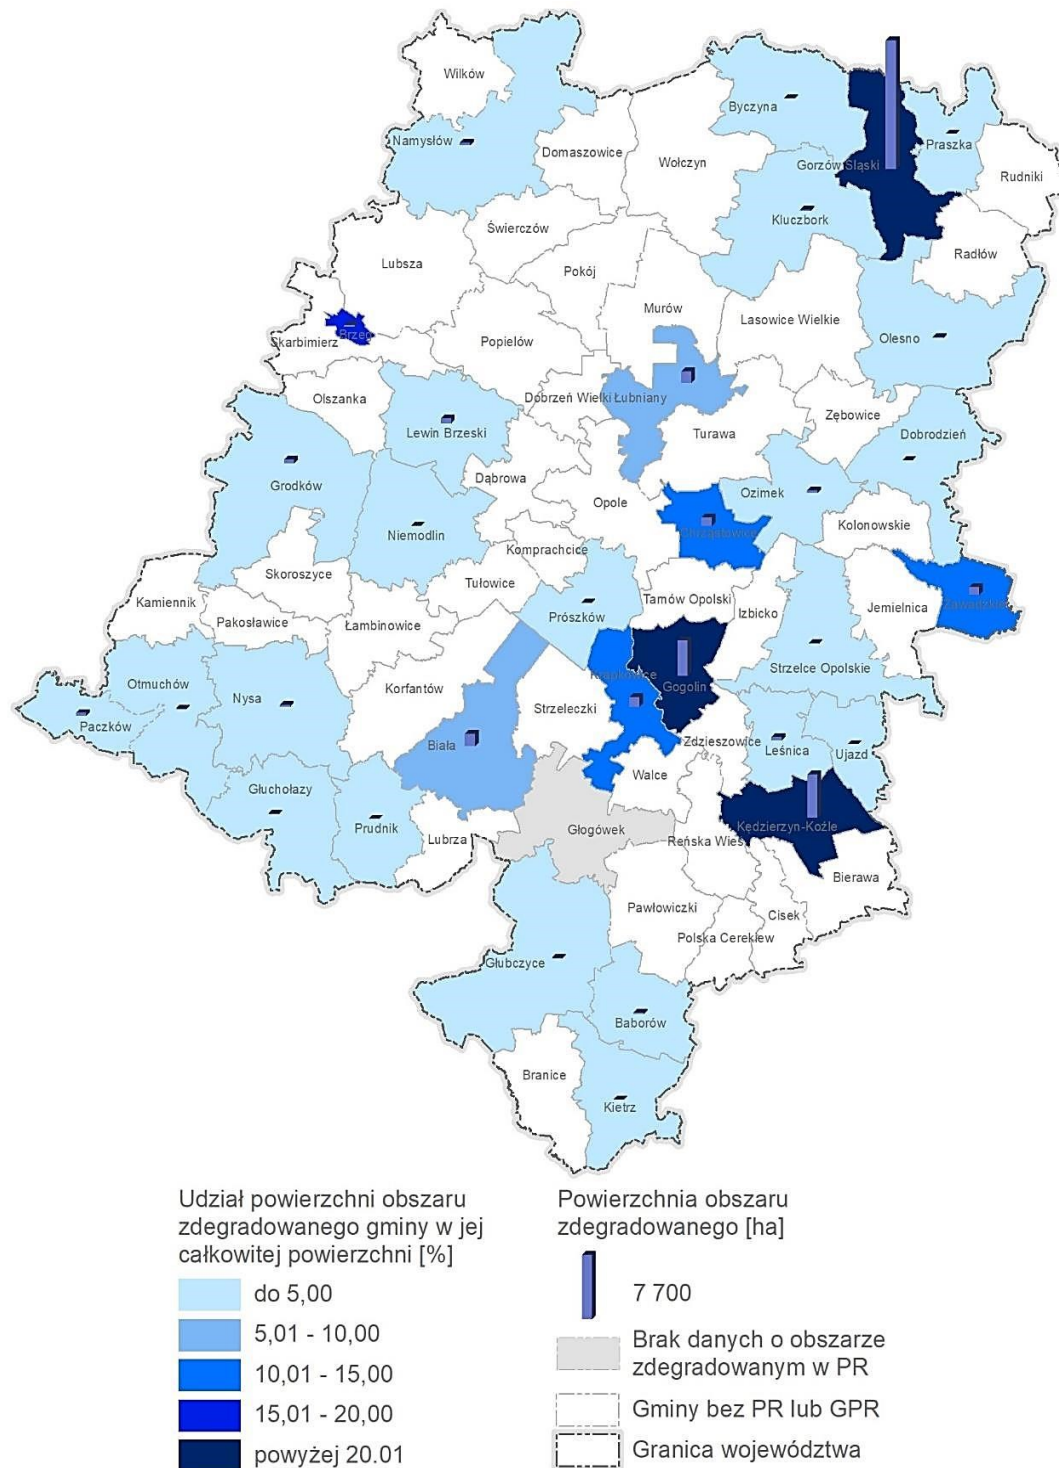 Wilków
Namysłów
Domaszowice
Wołczyn
Byczyna
Gorzów Śląski
Praszka
Rudniki
Kluczbork
Radłów
Świerczów
Lubsza
Pokój
Murów
Lasowice Wielkie
Olesno
Brzeg
Skarbimierz
Popielów
Olszanka
Dobrzeń Wielki
Łubniany
Zębowice
Lewin Brzeski
Turawa
Dobrodzień
Grodków
Dąbrowa
Opole
Ozimek
Chrząstowice
Kolonowskie
Niemodlin
Komprachcice
Skoroszyce
Tułowice
Kamiennik
Pakosławice
Łambinowice
Prószków
Tamów Opolski
Izbicko
Jemielnica
Zawadzkie
Otmuchów
Nysa
Korfantów
Krapkowice
Gogolin
Strzelce Opolskie
Paczków
Strzeleczki
Biała
Zdzieszowice
Leśnica
Ujazd
Walce
Głuchołazy
Prudnik
Lubrza
Głogówek
Reńska Wieś
Kędzierzyn-Koźle
Bierawa
Pawłowiczki
Cisek
Polska Cerekiew
Głubczyce
Baborów
Branice
Kietrz
Udział powierzchni obszaru
zdegradowanego gminy w jej
całkowitej powierzchni [%]
do 5,00
5,01 - 10,00
10,01 - 15,00
15,01 - 20,00
powyżej 20.01
Powierzchnia obszaru
zdegradowanego [ha]
7 700
Brak danych o obszarze
zdegradowanym w PR
Gminy bez PR lub GPR
Granica województwa